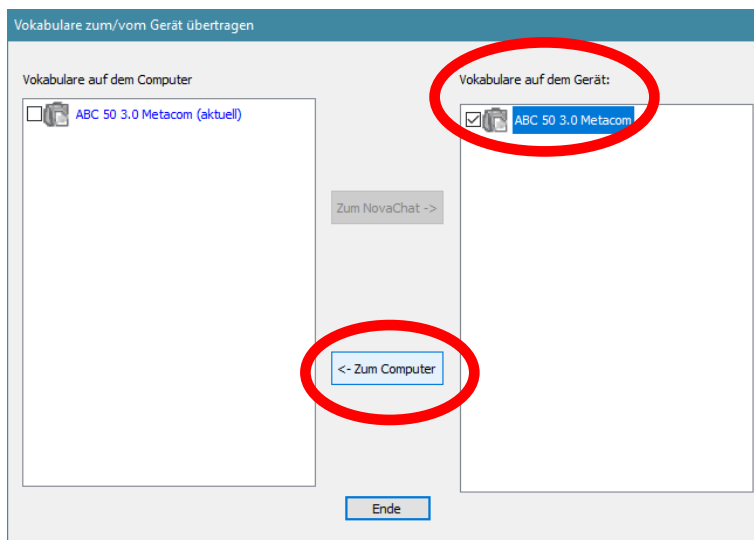 Vokabulare zum/vom Gerät übertragen
Vokabulare auf dem Computer
ABC 50 3.0 Metacom (aktuell)
Vokabulare auf dem Gerät:
ABC 50 3.0 Metacom
Zum NovaChat ->
<- Zum Computer
Ende